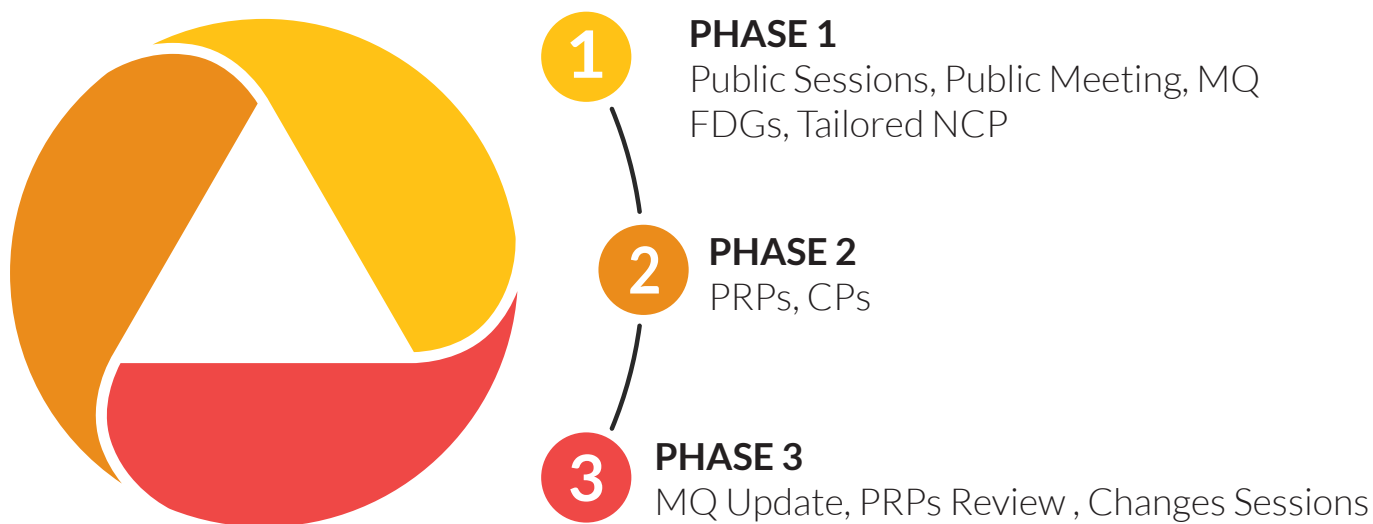 1
PHASE 1
Public Sessions, Public Meeting, MQ
FDGs, Tailored NCP
2
PHASE 2
PRPs, CPs
3
PHASE 3
MQ Update, PRPs Review , Changes Sessions